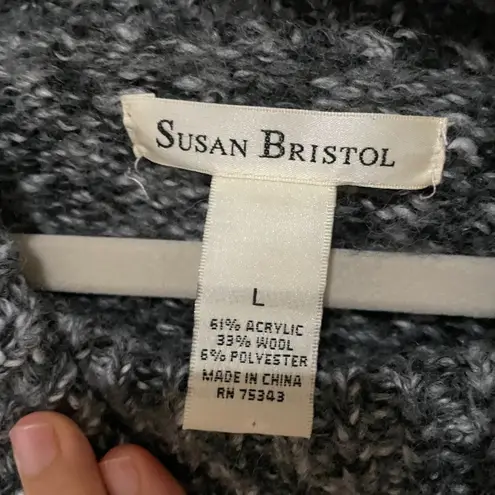 SUSAN BRISTOL
L
61% ACRYLIC
33% WOOL
6% POLYESTER
MADE IN CHINA
RN 75343